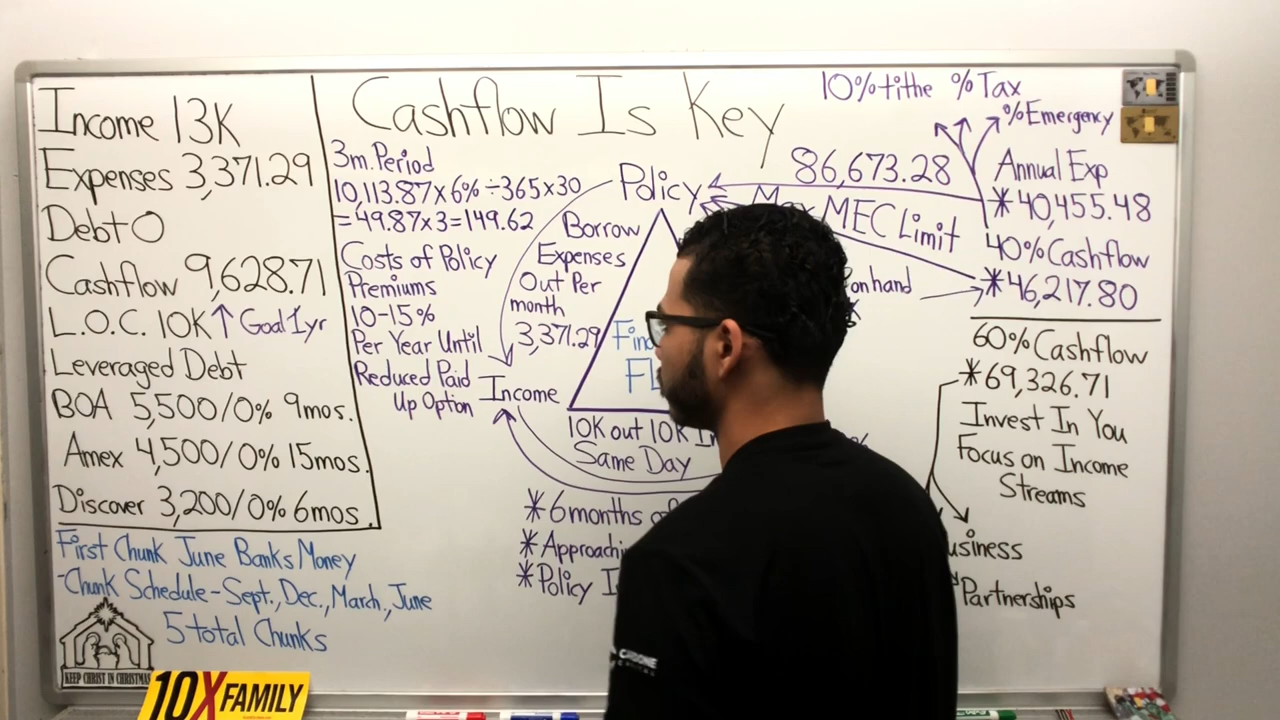 Cashflow Is Key
Income 13K
Expenses 3,371.29
Debt 0
Cashflow 9,628.71
L.O.C. 10K ↑ Goal 1yr
Leveraged Debt
BOA 5,500/0% 9mos.
Amex 4,500/0% 15mos.
Discover 3,200/0% 6mos.
First Chunk June Banks Money
-Chunk Schedule-Sept., Dec., March, June
5 total Chunks
KEEP CHRIST IN CHRISTMAS
10X FAMILY
3m. Period
10,113.87 x 6% ÷ 365 x 30
= 49.87 x 3 = 149.62
Costs of Policy
Premiums
10-15%
Per Year Until
Reduced Paid
Up Option
Policy
Borrow
Expenses
Out Per
month
3,371.29
Income
10K out 10K
Same Day
*6 months
*
*Policy
10% tithe % Tax
% Emergency
86,673.28
MEC Limit
on hand
Annual Exp
*40,455.48
40% Cashflow
*46,217.80
60% Cashflow
*69,326.71
Invest In You
Focus on Income
Streams
Partnerships
CARDONE